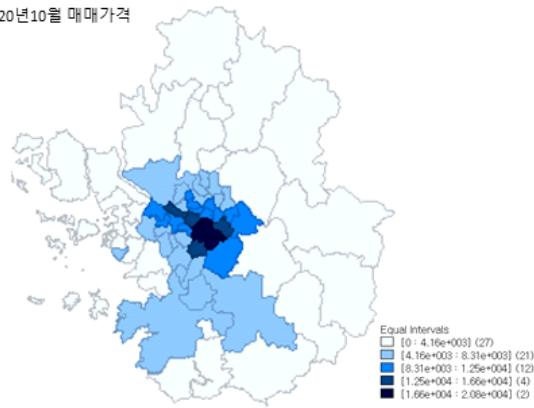 20년10월 매매가격
Equal Intervals
[0 : 4.16e+003] (27)
[4.16e+003 : 8.31e+003] (21)
[8.31e+003 : 1.25e+004] (12)
[1.25e+004 : 1.66e+004] (4)
[1.66e+004 : 2.08e+004] (2)